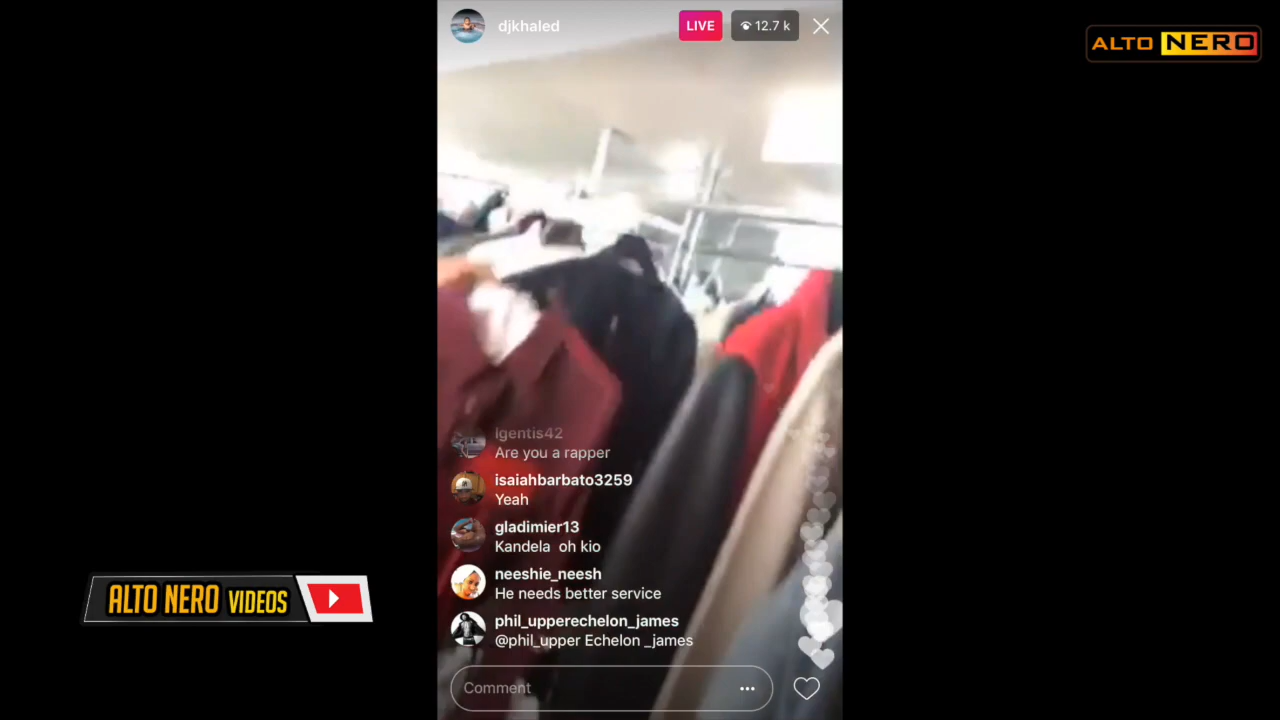 djkhaled
LIVE
12.7 k
ALTO NERO
lgentis42
Are you a rapper
isaiahbarbato3259
Yeah
gladimier13
Kandela oh kio
neeshie_neesh
He needs better service
phil_upperechelon_james
@phil_upper Echelon _james
ALTO NERO VIDEOS
Comment